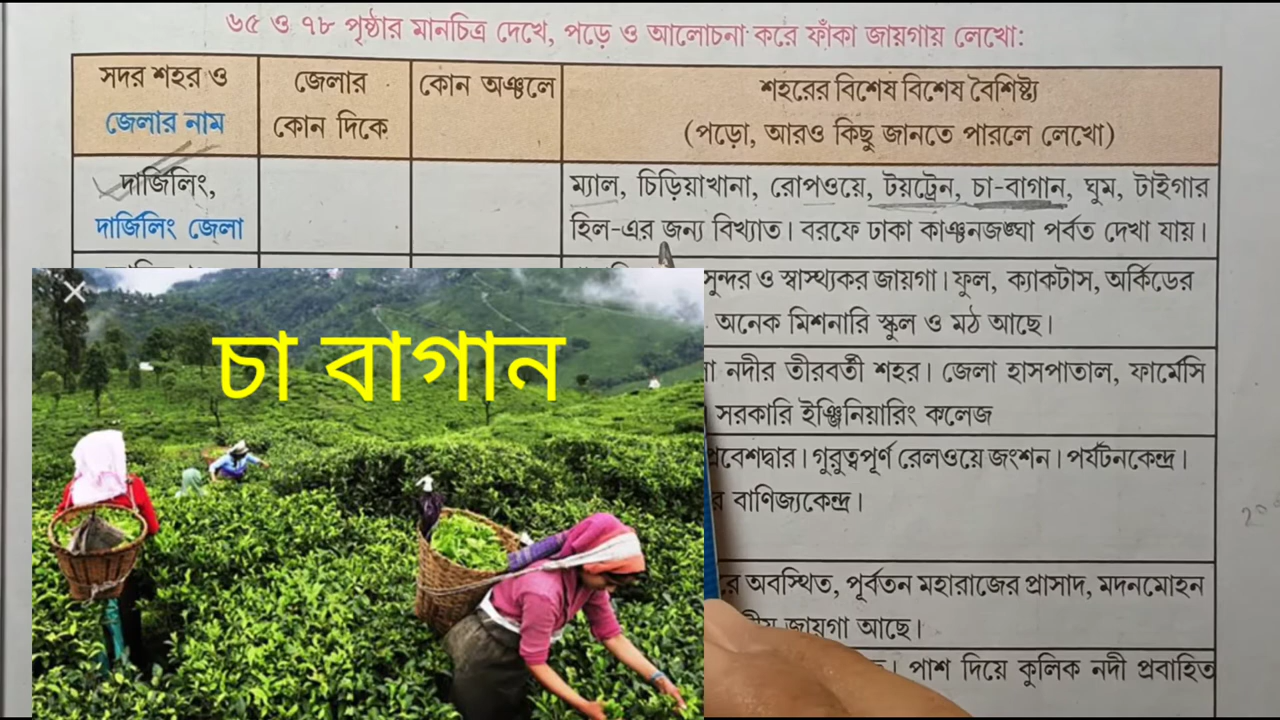 ৬৫ ও ৭৮ পৃষ্ঠার মানচিত্র দেখে, পড়ে ও আলোচনা করে ফাঁকা জায়গায় লেখো:
সদর শহর ও
জেলার নাম
জেলার
কোন দিকে
কোন অঞ্চলে
শহরের বিশেষ বিশেষ বৈশিষ্ট্য
(পড়ো, আরও কিছু জানতে পারলে লেখো)
দার্জিলিং,
দার্জিলিং জেলা
ম্যাল, চিড়িয়াখানা, রোপওয়ে, টয়ট্রেন, চা-বাগান, ঘুম, টাইগার
হিল-এর জন্য বিখ্যাত। বরফে ঢাকা কাঞ্চনজঙ্ঘা পর্বত দেখা যায়।
চা বাগান
সুন্দর ও স্বাস্থ্যকর জায়গা। ফুল, ক্যাকটাস, অর্কিডের
অনেক মিশনারি স্কুল ও মঠ আছে।
নদীর তীরবর্তী শহর। জেলা হাসপাতাল, ফার্মেসি
সরকারি ইঞ্জিনিয়ারিং কলেজ
গুরুত্বপূর্ণ রেলওয়ে জংশন। পর্যটনকেন্দ্র।
বাণিজ্যকেন্দ্র।
অবস্থিত, পূর্বতন মহারাজের প্রাসাদ, মদনমোহন
জায়গা আছে।
পাশ দিয়ে কুলিক নদী প্রবাহিত